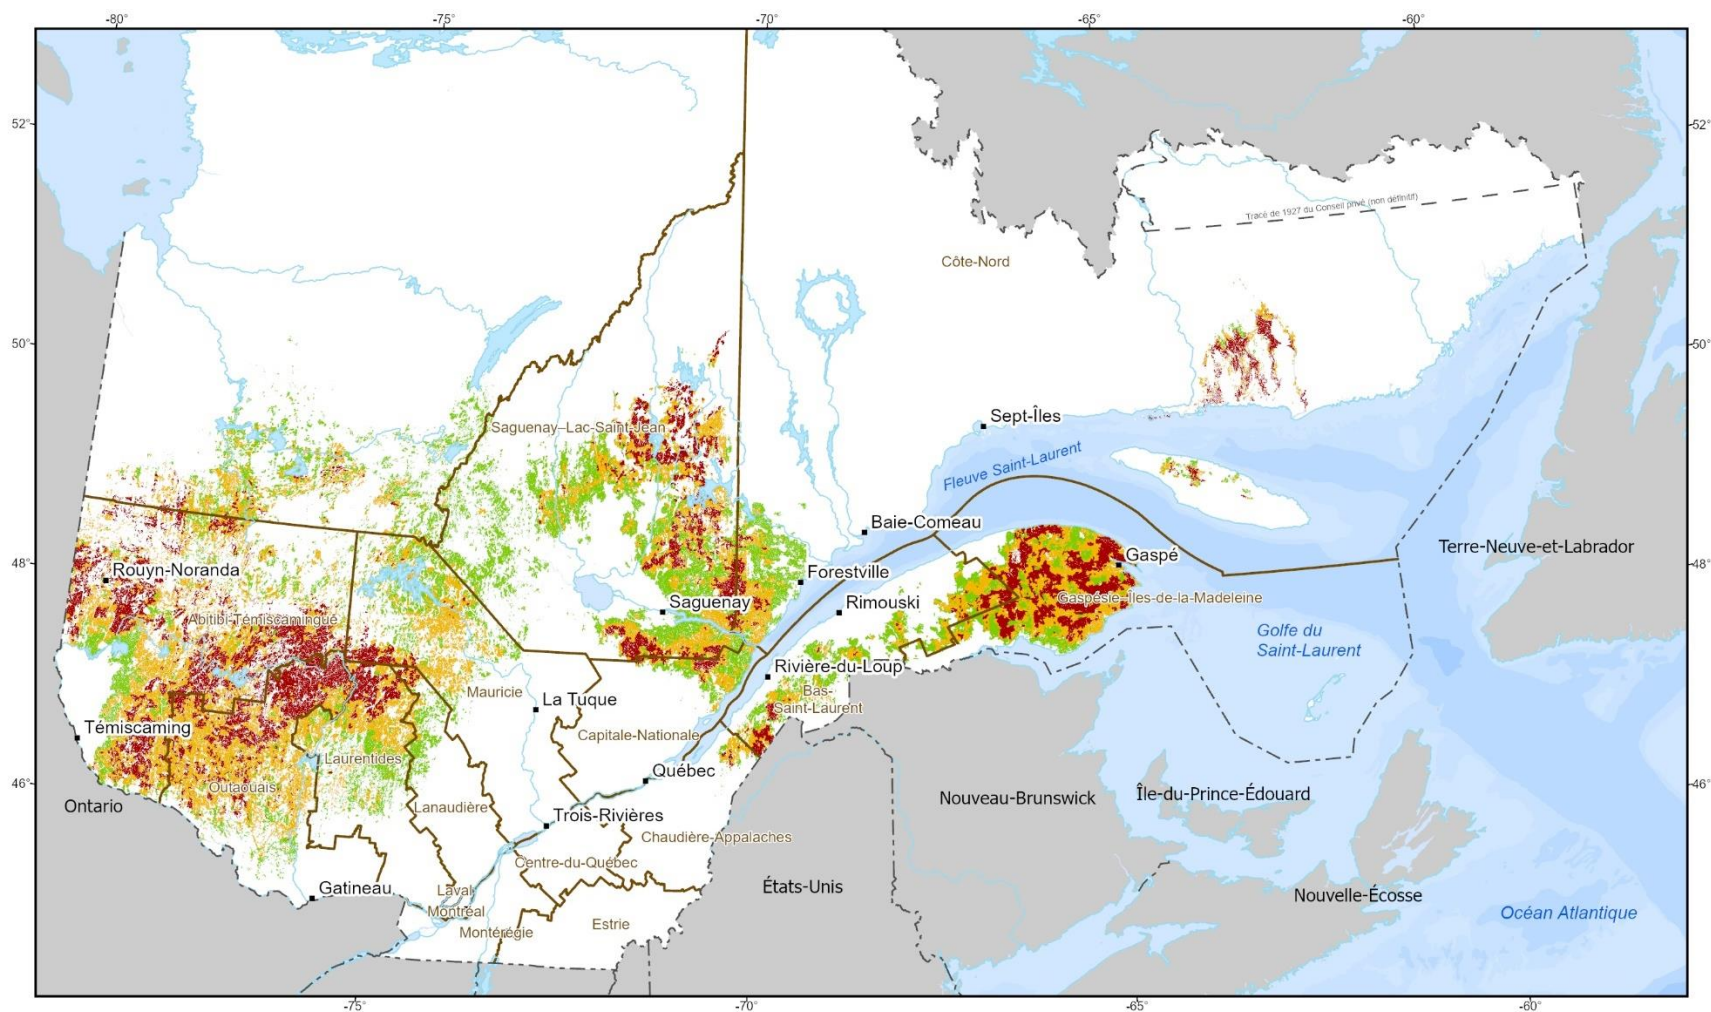 -80°
-75°
-70°
-65°
-60°
52°
52°
Tracé de 1927 du Conseil privé (non définitif)
Côte-Nord
50°
50°
Sept-Îles
Saguenay–Lac-Saint-Jean
Fleuve Saint-Laurent
Baie-Comeau
Gaspé
Terre-Neuve-et-Labrador
48°
48°
Rouyn-Noranda
Forestville
Saguenay
Rimouski
Gaspésie–Îles-de-la-Madeleine
Abitibi-Témiscamingue
Golfe du
Saint-Laurent
Rivière-du-Loup
Mauricie
La Tuque
Bas-
Saint-Laurent
Témiscaming
Capitale-Nationale
Laurentides
Québec
46°
46°
Outaouais
Ontario
Lanaudière
Nouveau-Brunswick
Île-du-Prince-Édouard
Trois-Rivières
Chaudière-Appalaches
Centre-du-Québec
Gatineau
Laval
États-Unis
Nouvelle-Écosse
Montréal
Océan Atlantique
Montérégie
Estrie
-75°
-70°
-65°
-60°